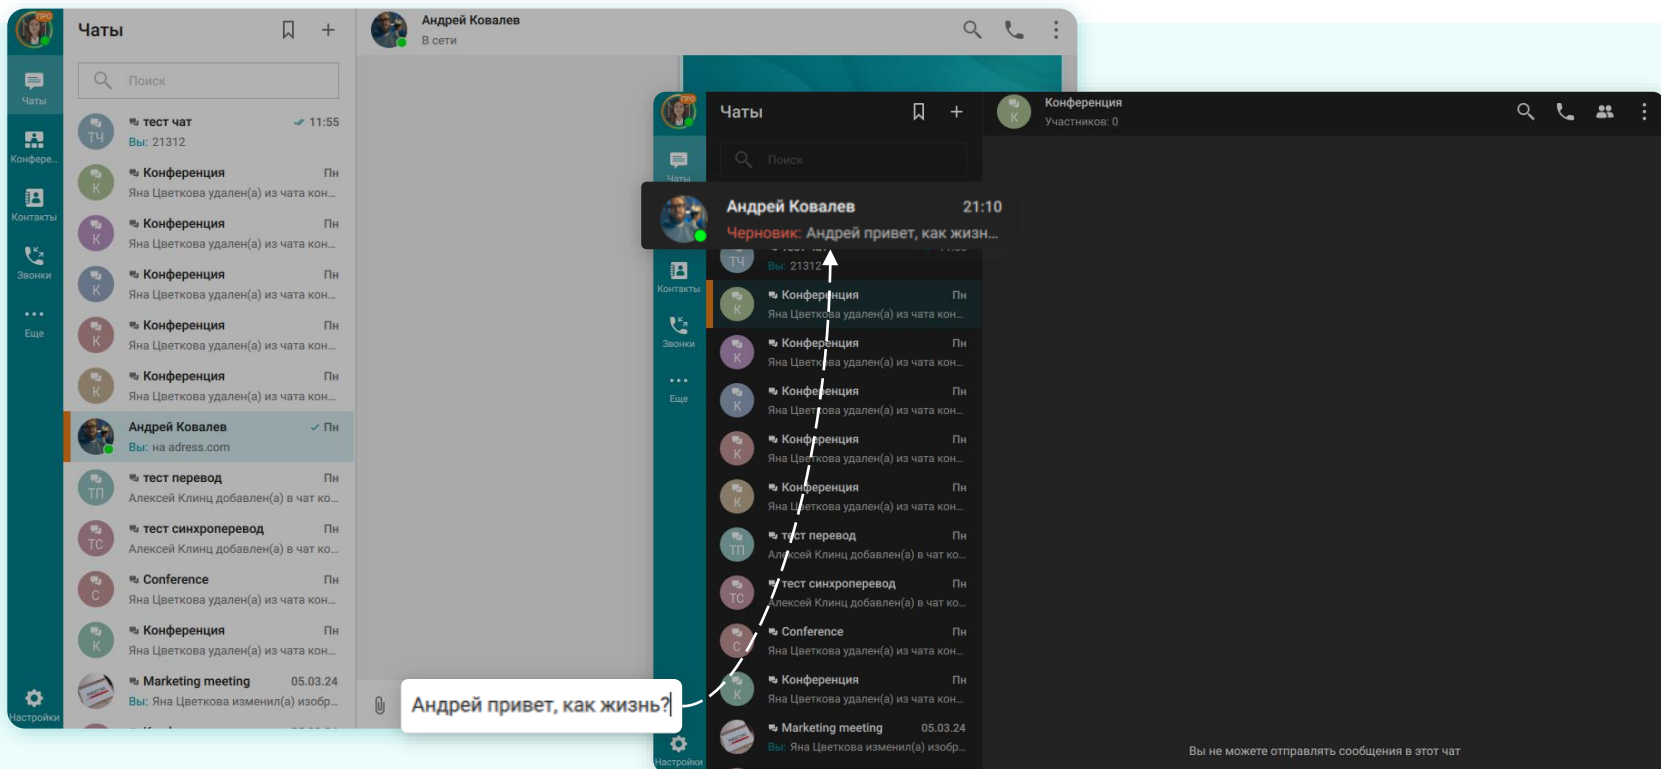 ПРО
Чаты
Конфере...
Контакты
Звонки
Еще
Настройки
Чаты
Поиск
ТЧ
тест чат
11:55
Вы: 21312
К
Конференция
Пн
Яна Цветкова удален(а) из чата кон...
К
Конференция
Пн
Яна Цветкова удален(а) из чата кон...
К
Конференция
Пн
Яна Цветкова удален(а) из чата кон...
К
Конференция
Пн
Яна Цветкова удален(а) из чата кон...
К
Конференция
Пн
Яна Цветкова удален(а) из чата кон...
Андрей Ковалев
Пн
Вы: на adress.com
ТП
тест перевод
Пн
Алексей Клинц добавлен(а) в чат ко...
ТС
тест синхроперевод
Пн
Алексей Клинц добавлен(а) в чат ко...
C
Conference
Пн
Яна Цветкова удален(а) из чата кон...
К
Конференция
Пн
Яна Цветкова удален(а) из чата кон...
Marketing meeting
05.03.24
Вы: Яна Цветкова изменил(а) изобр...
Андрей Ковалев
В сети
Андрей привет, как жизнь?
ПРО
Чаты
Контакты
Звонки
Еще
Настройки
Чаты
Поиск
Андрей Ковалев
21:10
Черновик: Андрей привет, как жизн...
ТЧ
Вы: 21312
К
Конференция
Пн
Яна Цветкова удален(а) из чата кон...
К
Конференция
Пн
Яна Цветкова удален(а) из чата кон...
К
Конференция
Пн
Яна Цветкова удален(а) из чата кон...
К
Конференция
Пн
Яна Цветкова удален(а) из чата кон...
К
Конференция
Пн
Яна Цветкова удален(а) из чата кон...
ТП
тест перевод
Пн
Алексей Клинц добавлен(а) в чат ко...
ТС
тест синхроперевод
Пн
Алексей Клинц добавлен(а) в чат ко...
C
Conference
Пн
Яна Цветкова удален(а) из чата кон...
К
Конференция
Пн
Яна Цветкова удален(а) из чата кон...
Marketing meeting
05.03.24
Вы: Яна Цветкова изменил(а) изобр...
К
Конференция
Участников: 0
Вы не можете отправлять сообщения в этот чат